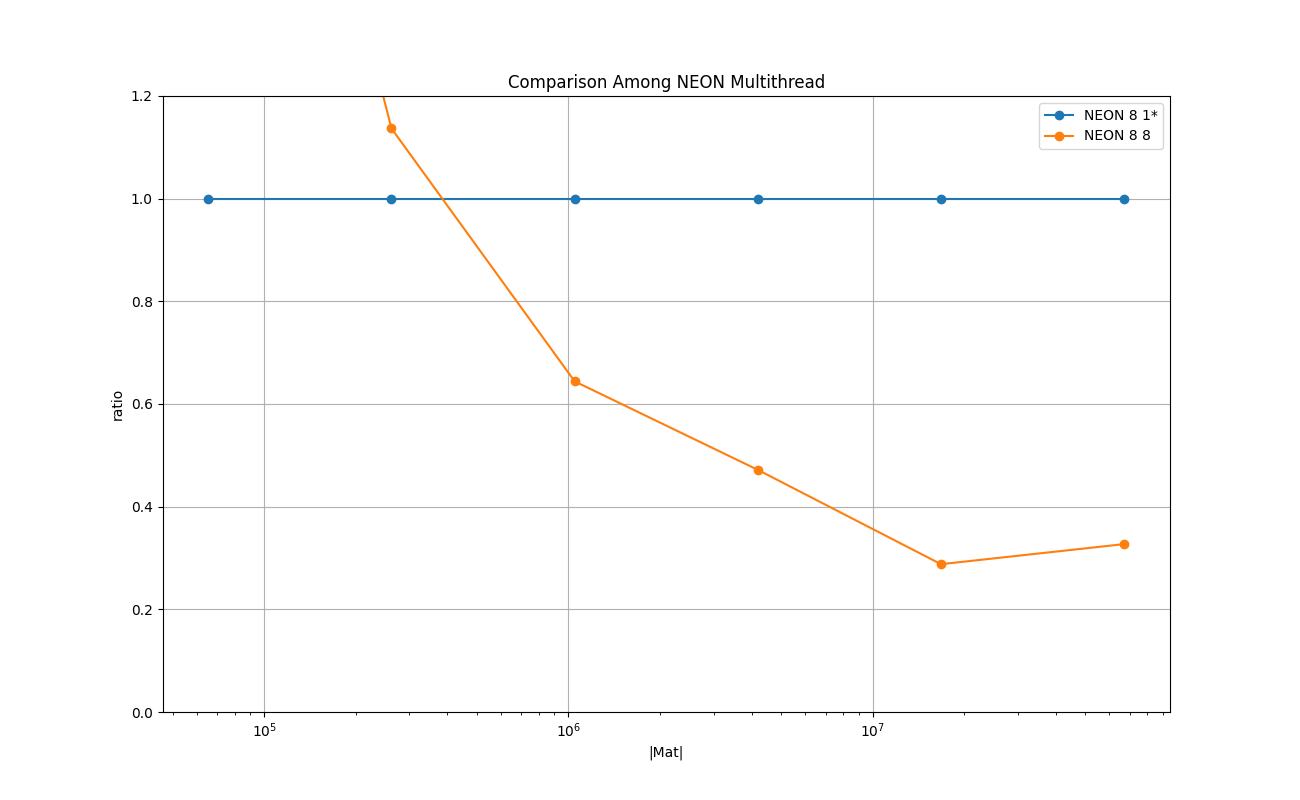 Comparison Among NEON Multithread
NEON 8 1*
NEON 8 8
ratio
1.2
1.0
0.8
0.6
0.4
0.2
0.0
10⁵
10⁶
10⁷
|Mat|